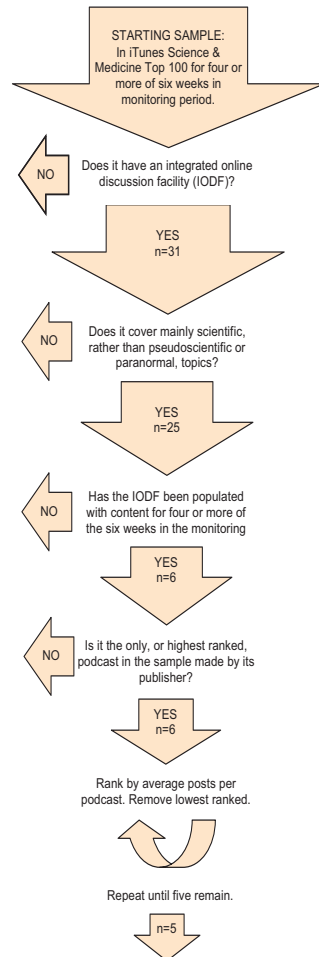 STARTING SAMPLE:
In iTunes Science &
Medicine Top 100 for four or
more of six weeks in
monitoring period.
NO
Does it have an integrated online
discussion facility (IODF)?
YES
n=31
NO
Does it cover mainly scientific,
rather than pseudoscientific or
paranormal, topics?
YES
n=25
NO
Has the IODF been populated
with content for four or more of
the six weeks in the monitoring
YES
n=6
NO
Is it the only, or highest ranked,
podcast in the sample made by its
publisher?
YES
n=6
Rank by average posts per
podcast. Remove lowest ranked.
Repeat until five remain.
n=5